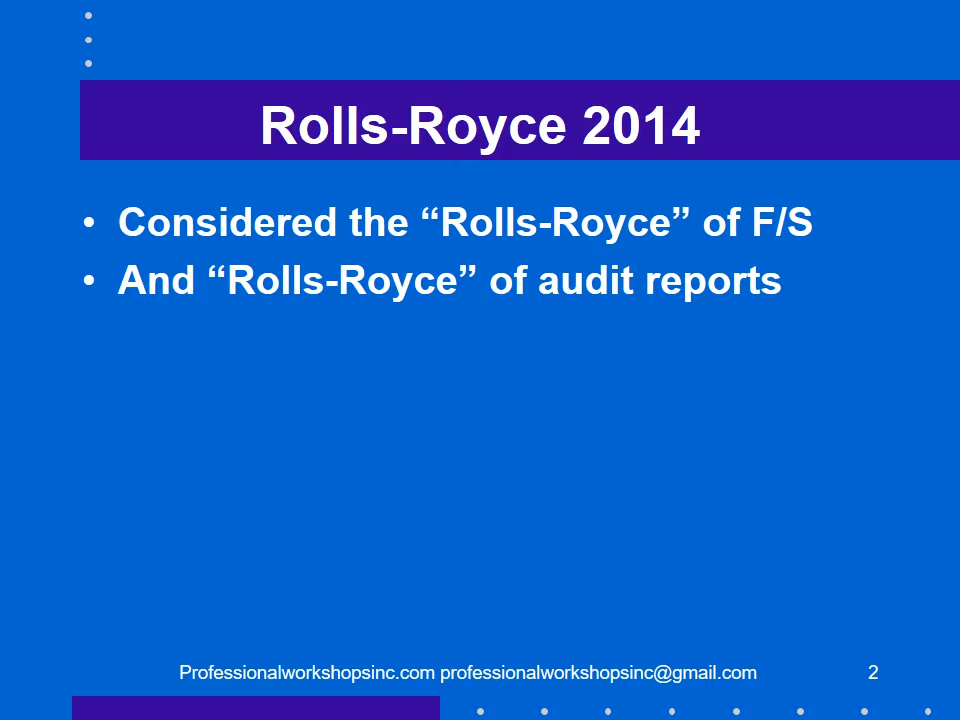 Rolls-Royce 2014
• Considered the “Rolls-Royce” of F/S
• And “Rolls-Royce” of audit reports
Professionalworkshopsinc.com professionalworkshopsinc@gmail.com 2